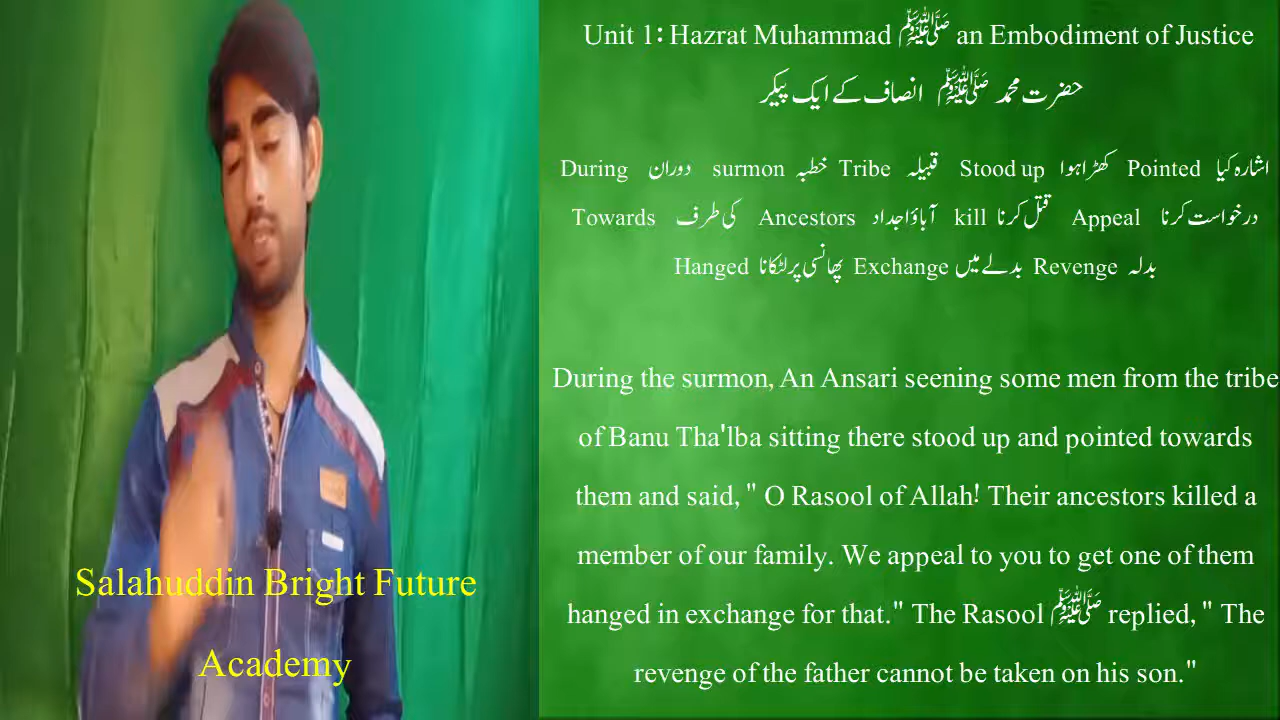 Unit 1: Hazrat Muhammad ﷺ an Embodiment of Justice
حضرت محمد ﷺ انصاف کے ایک پیکر
During دوران surmon خطبہ Tribe قبیلہ Stood up کھڑا ہوا Pointed اشارہ کیا
Towards کی طرف Ancestors آباؤاجداد kill قتل کرنا Appeal درخواست کرنا
Hanged پھانسی پر لٹکانا Exchange بدلے میں Revenge بدلہ
During the surmon, An Ansari seening some men from the tribe
of Banu Tha'lba sitting there stood up and pointed towards
them and said, " O Rasool of Allah! Their ancestors killed a
member of our family. We appeal to you to get one of them
hanged in exchange for that." The Rasool ﷺ replied, " The
revenge of the father cannot be taken on his son."
Salahuddin Bright Future
Academy